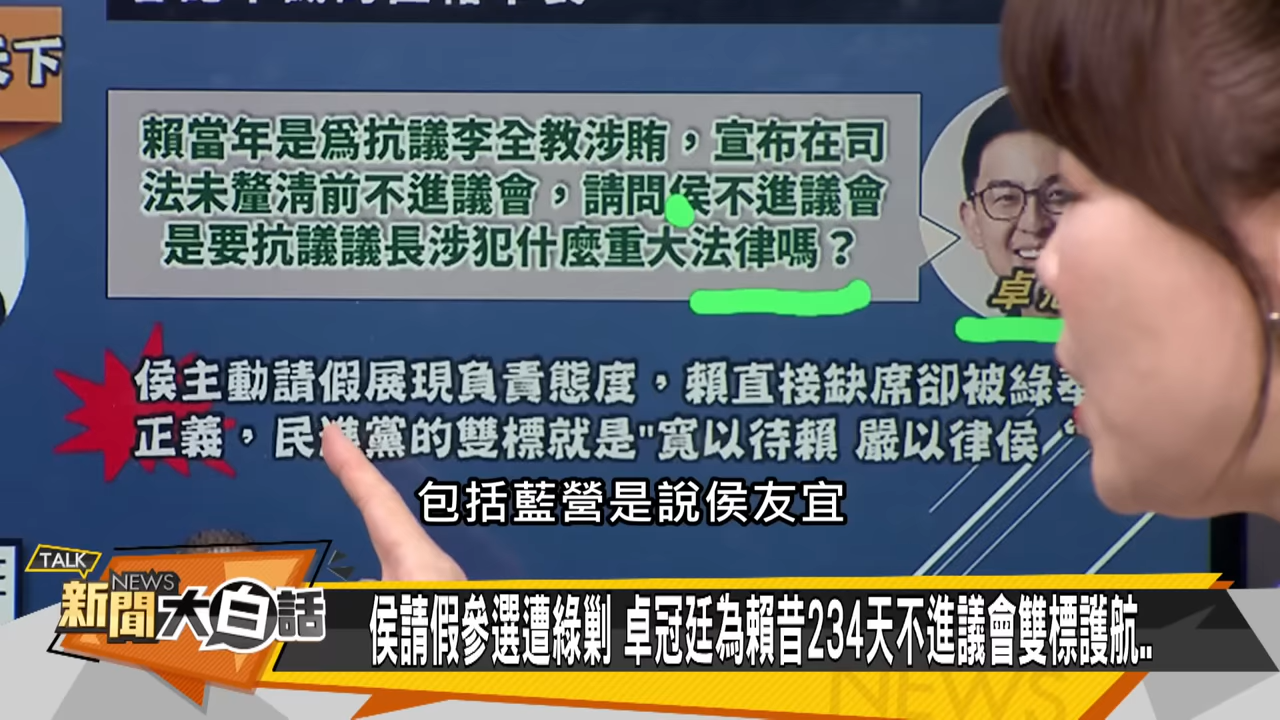 天下
賴當年是為抗議李全教涉賄，宣布在司
法未釐清前不進議會，請問侯不進議會
是要抗議議長涉犯什麼重大法律嗎？
卓冠
侯主動請假展現負責態度，賴直接缺席卻被綠奉
正義，民進黨的雙標就是"寬以待賴 嚴以律侯"
包括藍營是說侯友宜
TALK
NEWS
新聞大白話
侯請假參選遭綠剿 卓冠廷為賴昔234天不進議會雙標護航..
NEWS